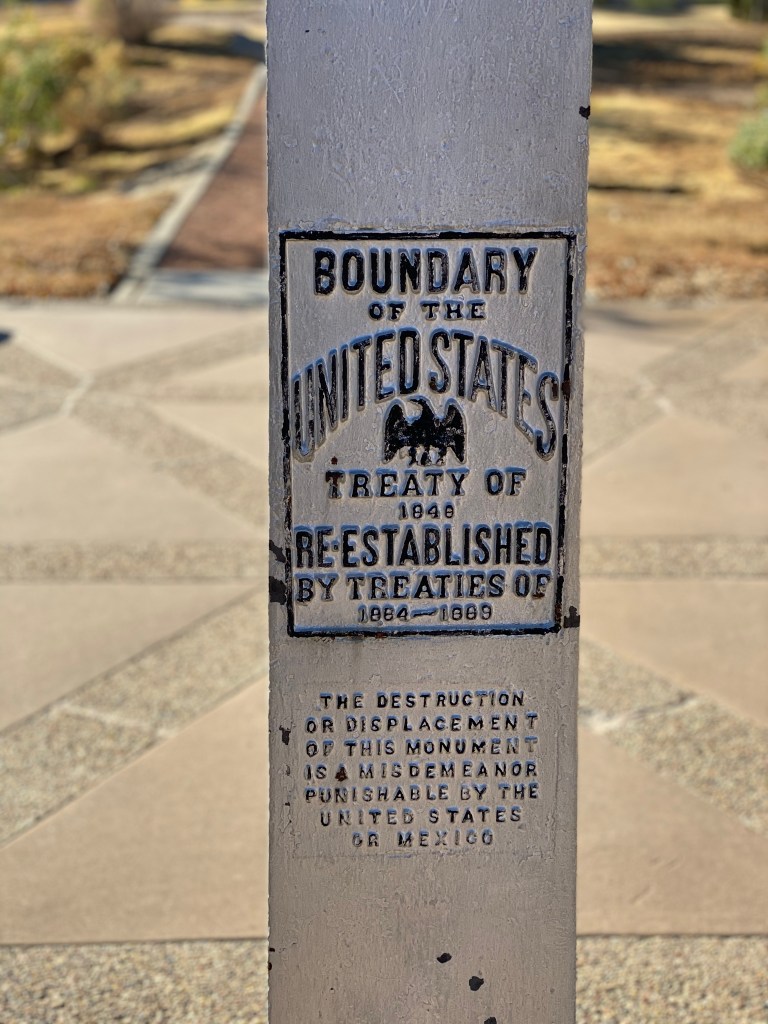 BOUNDARY
OF THE
UNITED STATES
TREATY OF
1848
RE-ESTABLISHED
BY TREATIES OF
1884—1889
THE DESTRUCTION
OR DISPLACEMENT
OF THIS MONUMENT
IS A MISDEMEANOR
PUNISHABLE BY THE
UNITED STATES
OR MEXICO